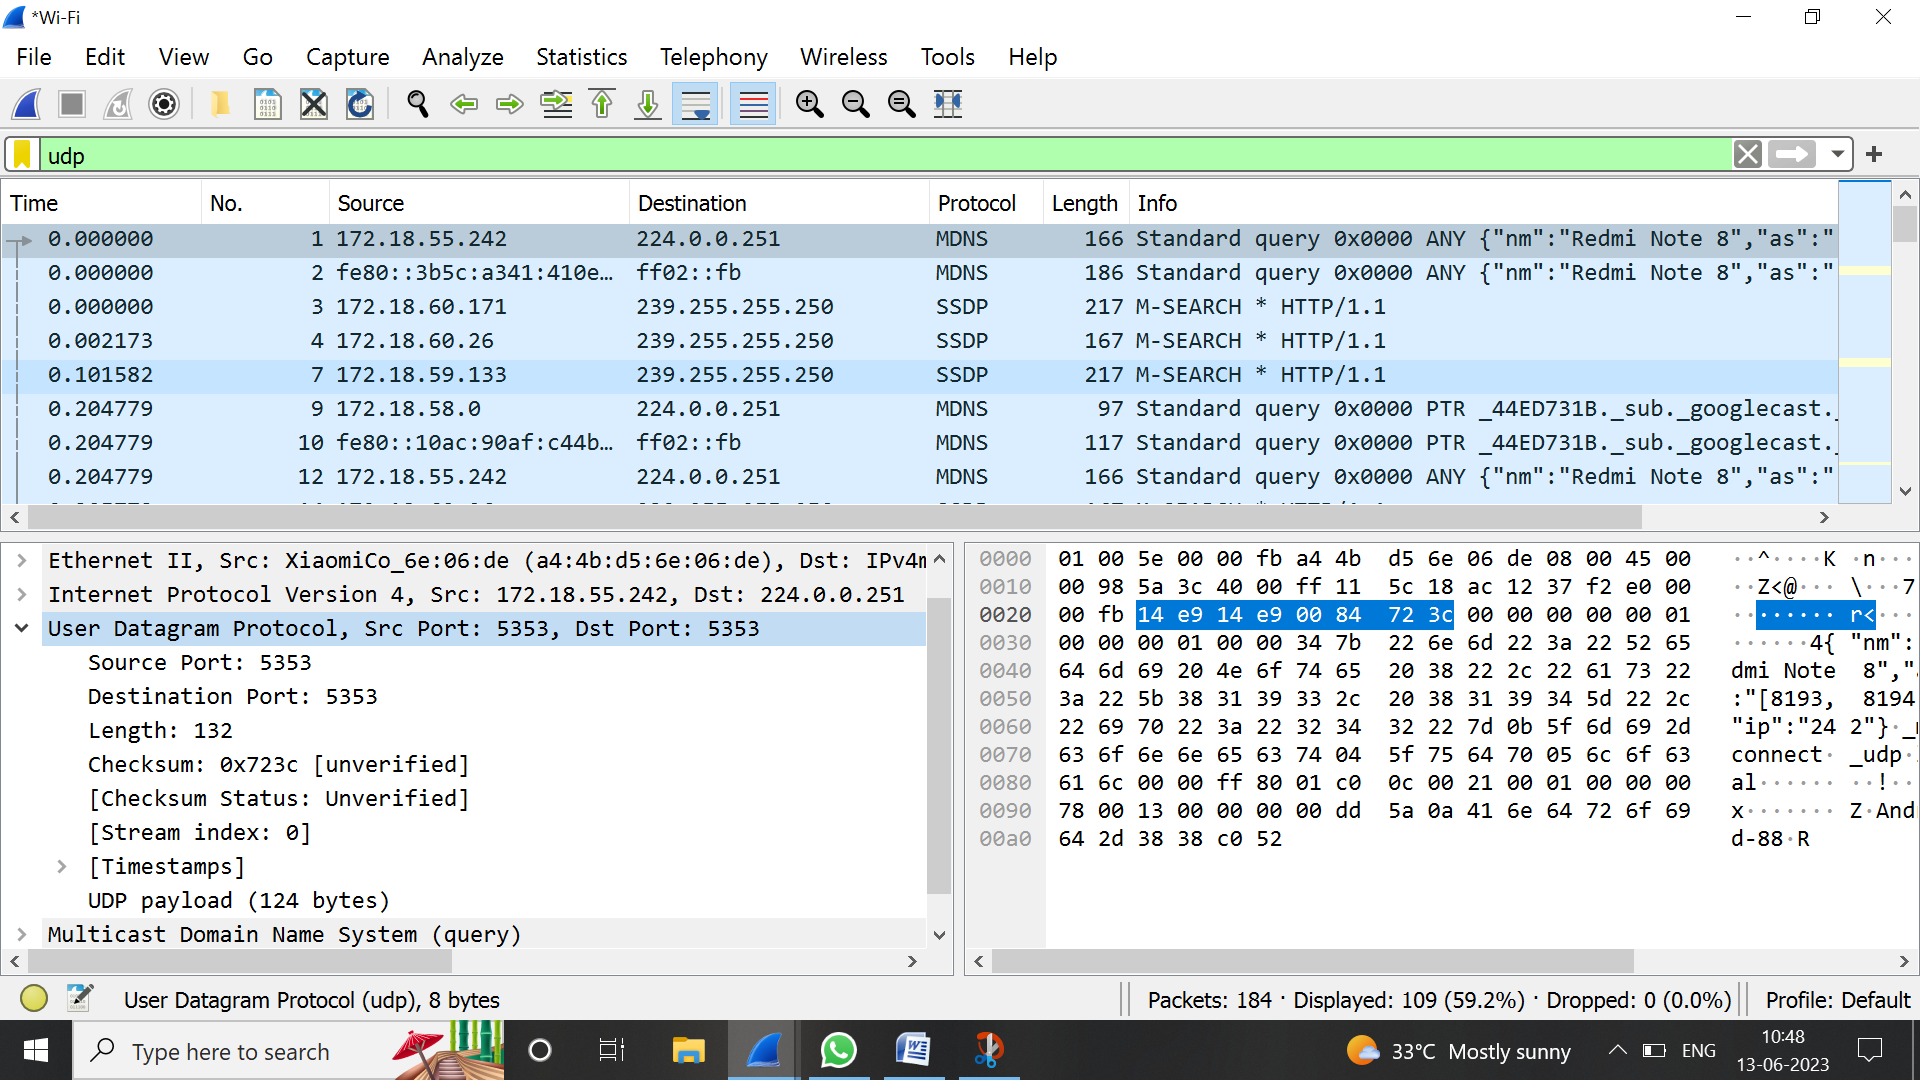 *Wi-Fi
File Edit View Go Capture Analyze Statistics Telephony Wireless Tools Help
udp
Time No. Source Destination Protocol Length Info
0.000000 1 172.18.55.242 224.0.0.251 MDNS 166 Standard query 0x0000 ANY {"nm":"Redmi Note 8","as":"
0.000000 2 fe80::3b5c:a341:410e… ff02::fb MDNS 186 Standard query 0x0000 ANY {"nm":"Redmi Note 8","as":"
0.000000 3 172.18.60.171 239.255.255.250 SSDP 217 M-SEARCH * HTTP/1.1
0.002173 4 172.18.60.26 239.255.255.250 SSDP 167 M-SEARCH * HTTP/1.1
0.101582 7 172.18.59.133 239.255.255.250 SSDP 217 M-SEARCH * HTTP/1.1
0.204779 9 172.18.58.0 224.0.0.251 MDNS 97 Standard query 0x0000 PTR _44ED731B._sub._googlecast.
0.204779 10 fe80::10ac:90af:c44b… ff02::fb MDNS 117 Standard query 0x0000 PTR _44ED731B._sub._googlecast.
0.204779 12 172.18.55.242 224.0.0.251 MDNS 166 Standard query 0x0000 ANY {"nm":"Redmi Note 8","as":"
Ethernet II, Src: XiaomiCo_6e:06:de (a4:4b:d5:6e:06:de), Dst: IPv4m
Internet Protocol Version 4, Src: 172.18.55.242, Dst: 224.0.0.251
User Datagram Protocol, Src Port: 5353, Dst Port: 5353
Source Port: 5353
Destination Port: 5353
Length: 132
Checksum: 0x723c [unverified]
[Checksum Status: Unverified]
[Stream index: 0]
[Timestamps]
UDP payload (124 bytes)
Multicast Domain Name System (query)
0000 01 00 5e 00 00 fb a4 4b d5 6e 06 de 08 00 45 00 ··^····K ·n····
0010 00 98 5a 3c 40 00 ff 11 5c 18 ac 12 37 f2 e0 00 ··Z<@··· \···7
0020 00 fb 14 e9 14 e9 00 84 72 3c 00 00 00 00 00 01 ········ r<····
0030 00 00 00 01 00 00 34 7b 22 6e 6d 22 3a 22 52 65 ······4{ "nm":
0040 64 6d 69 20 4e 6f 74 65 20 38 22 2c 22 61 73 22 dmi Note 8","a
0050 3a 22 5b 38 31 39 33 2c 20 38 31 39 34 5d 22 2c :"[8193, 8194
0060 22 69 70 22 3a 22 32 34 32 22 7d 0b 5f 6d 69 2d "ip":"24 2"}·_m
0070 63 6f 6e 6e 65 63 74 04 5f 75 64 70 05 6c 6f 63 connect· _udp·
0080 61 6c 00 00 ff 80 01 c0 0c 00 21 00 01 00 00 00 al······ ··!···
0090 78 00 13 00 00 00 00 dd 5a 0a 41 6e 64 72 6f 69 x······· Z·And
00a0 64 2d 38 38 c0 52 d-88·R
User Datagram Protocol (udp), 8 bytes
Packets: 184 · Displayed: 109 (59.2%) · Dropped: 0 (0.0%)
Profile: Default
Type here to search
33°C Mostly sunny
ENG
10:48
13-06-2023